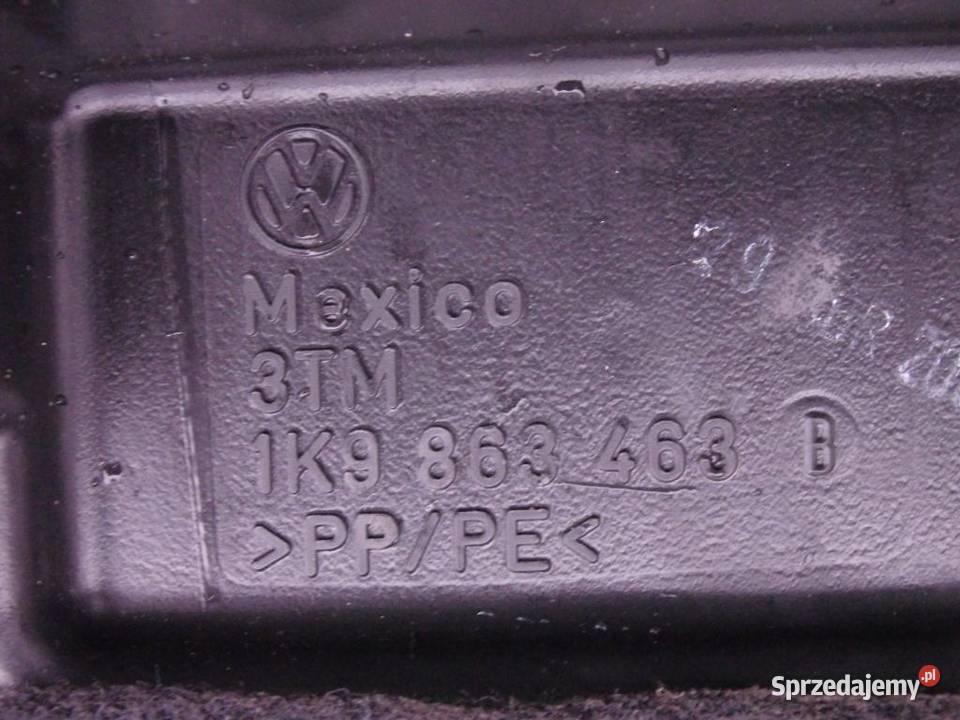 Mexico
3TM
1K9 863 463 B
>PP/PE<
Sprzedajemy.pl